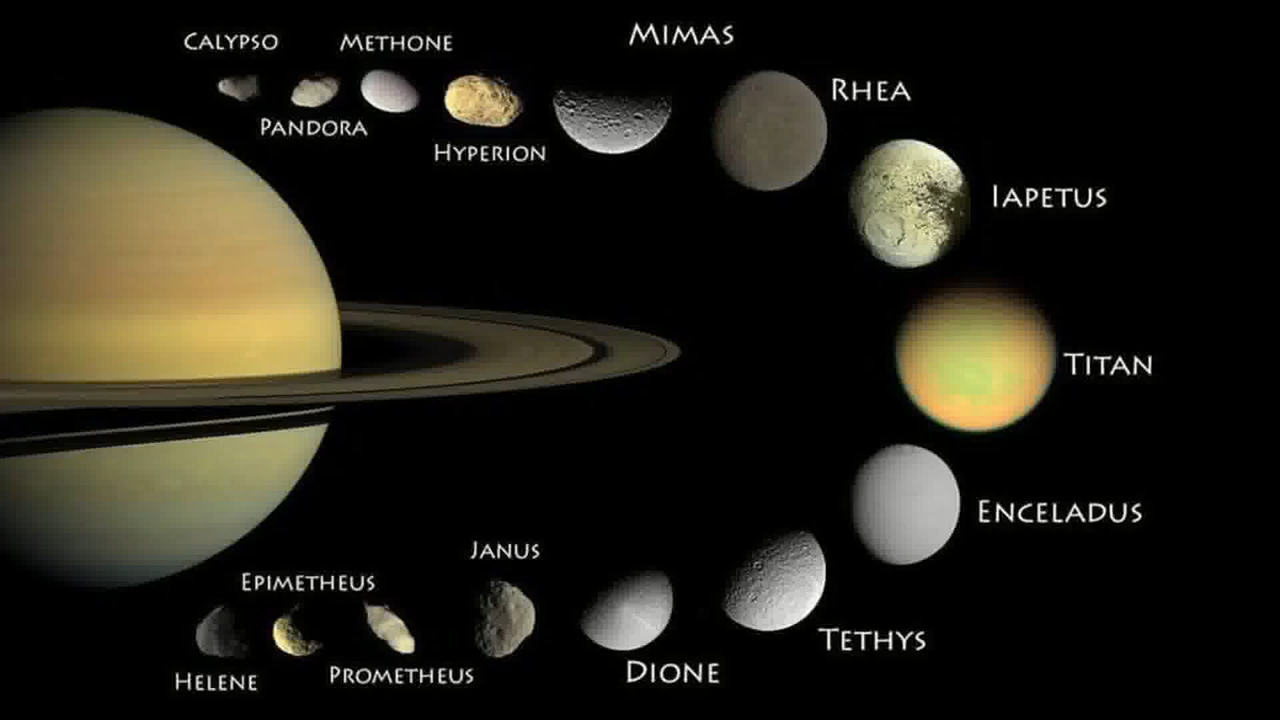 CALYPSO
METHONE
MIMAS
RHEA
PANDORA
HYPERION
IAPETUS
TITAN
ENCELADUS
JANUS
EPIMETHEUS
TETHYS
DIONE
PROMETHEUS
HELENE